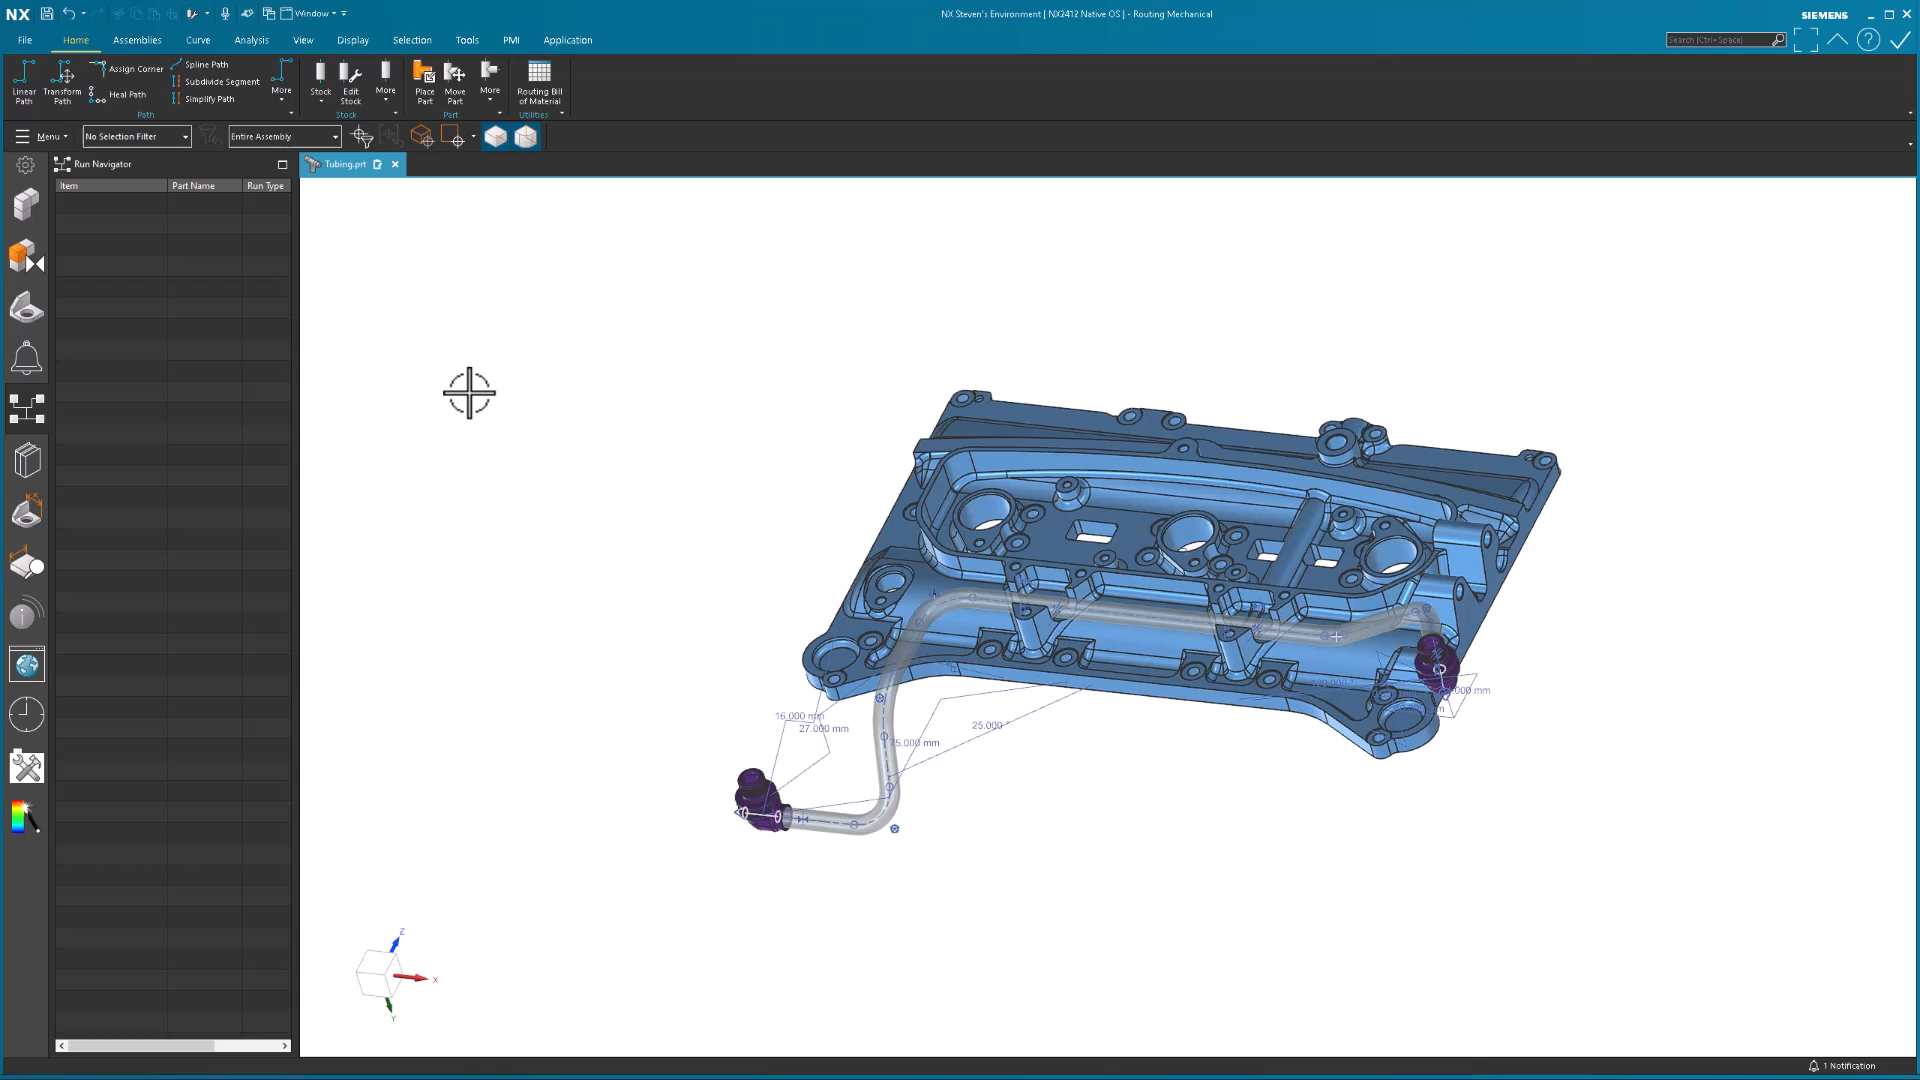 NX
Window
NX Steven's Environment [ NX2412 Native OS ] - Routing Mechanical
SIEMENS
File
Home
Assemblies
Curve
Analysis
View
Display
Selection
Tools
PMI
Application
Search (Ctrl+Space)
Linear
Path
Transform
Path
Assign Corner
Heal Path
Spline Path
Subdivide Segment
Simplify Path
More
Path
Stock
Edit
Stock
More
Stock
Place
Part
Move
Part
More
Part
Routing Bill
of Material
Utilities
Menu
No Selection Filter
Entire Assembly
Run Navigator
Tubing.prt
Item
Part Name
Run Type
16.000 mm
27.000 mm
75.000 mm
25.000 °
Z
X
Y
1 Notification